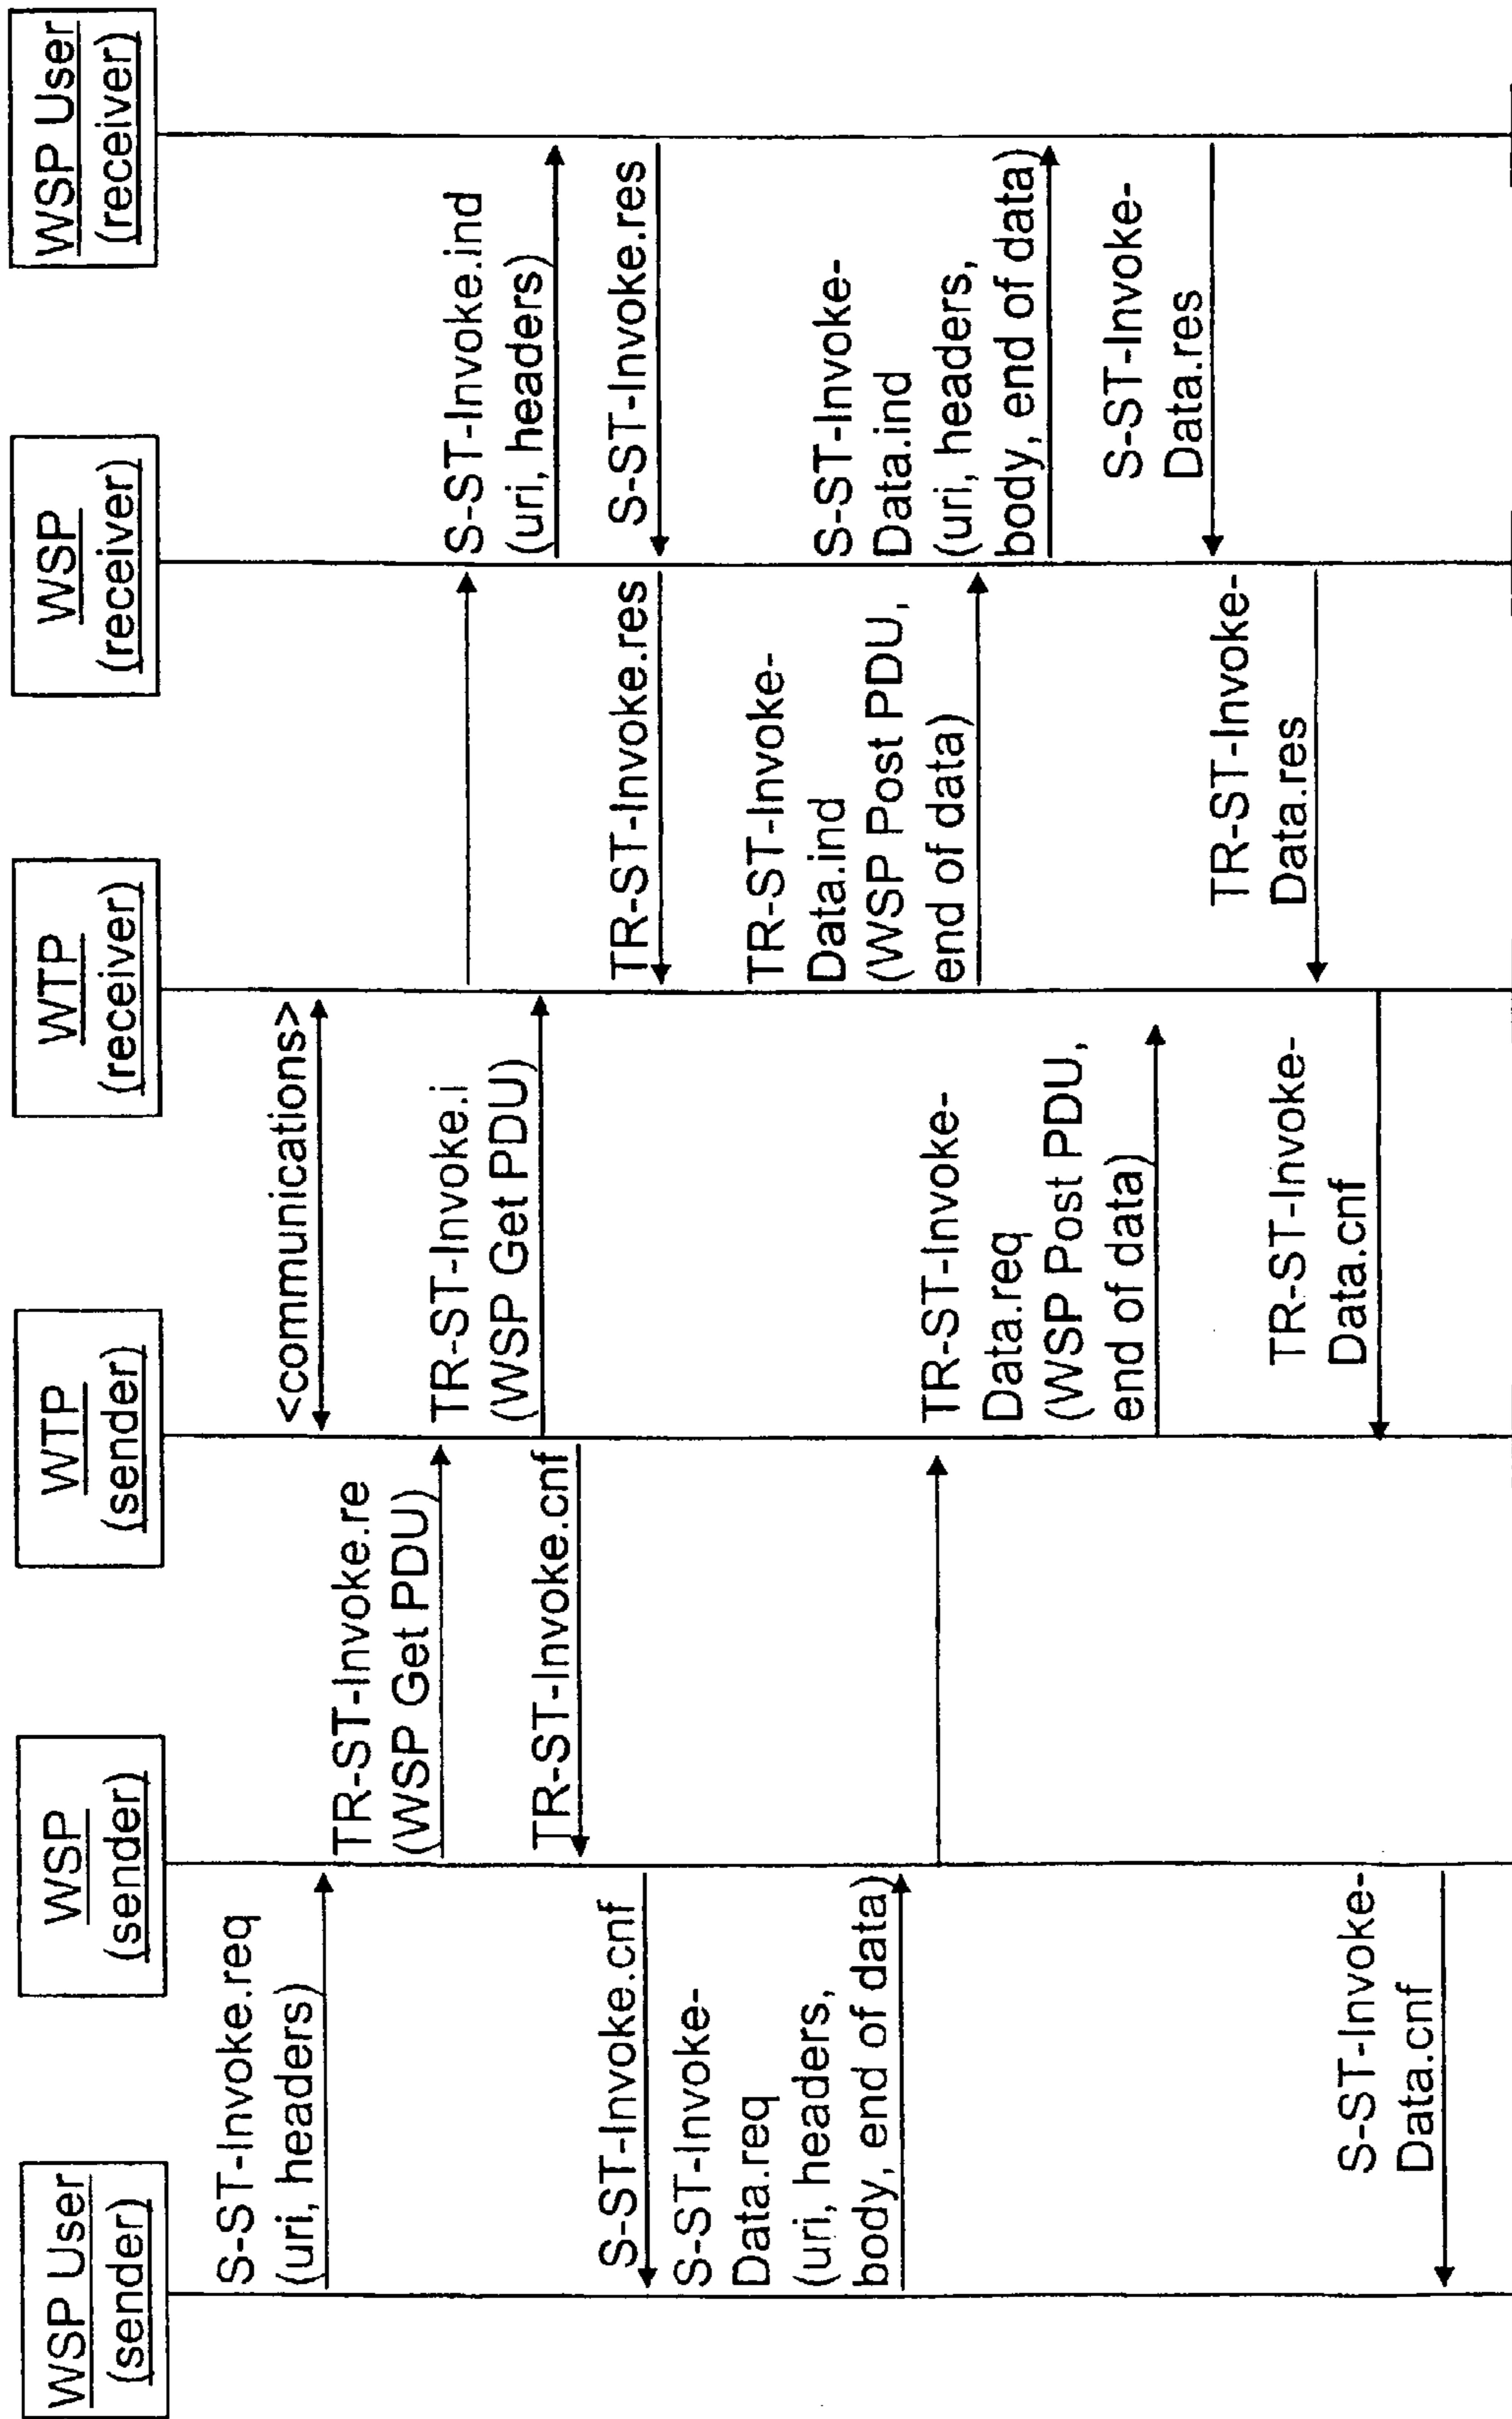 WSP User
(sender)
WSP
(sender)
WTP
(sender)
WTP
(receiver)
WSP
(receiver)
WSP User
(receiver)
S-ST-Invoke.req
(uri, headers)
<communications>
TR-ST-Invoke.re
(WSP Get PDU)
TR-ST-Invoke.i
(WSP Get PDU)
S-ST-Invoke.ind
(uri, headers)
TR-ST-Invoke.cnf
S-ST-Invoke.cnf
TR-ST-Invoke.res
S-ST-Invoke.res
S-ST-Invoke-
Data.req
(uri, headers,
body, end of data)
TR-ST-Invoke-
Data.ind
(WSP Post PDU,
end of data)
S-ST-Invoke-
Data.ind
(uri, headers,
body, end of data)
TR-ST-Invoke-
Data.req
(WSP Post PDU,
end of data)
S-ST-Invoke-
Data.res
TR-ST-Invoke-
Data.res
TR-ST-Invoke-
Data.cnf
S-ST-Invoke-
Data.cnf